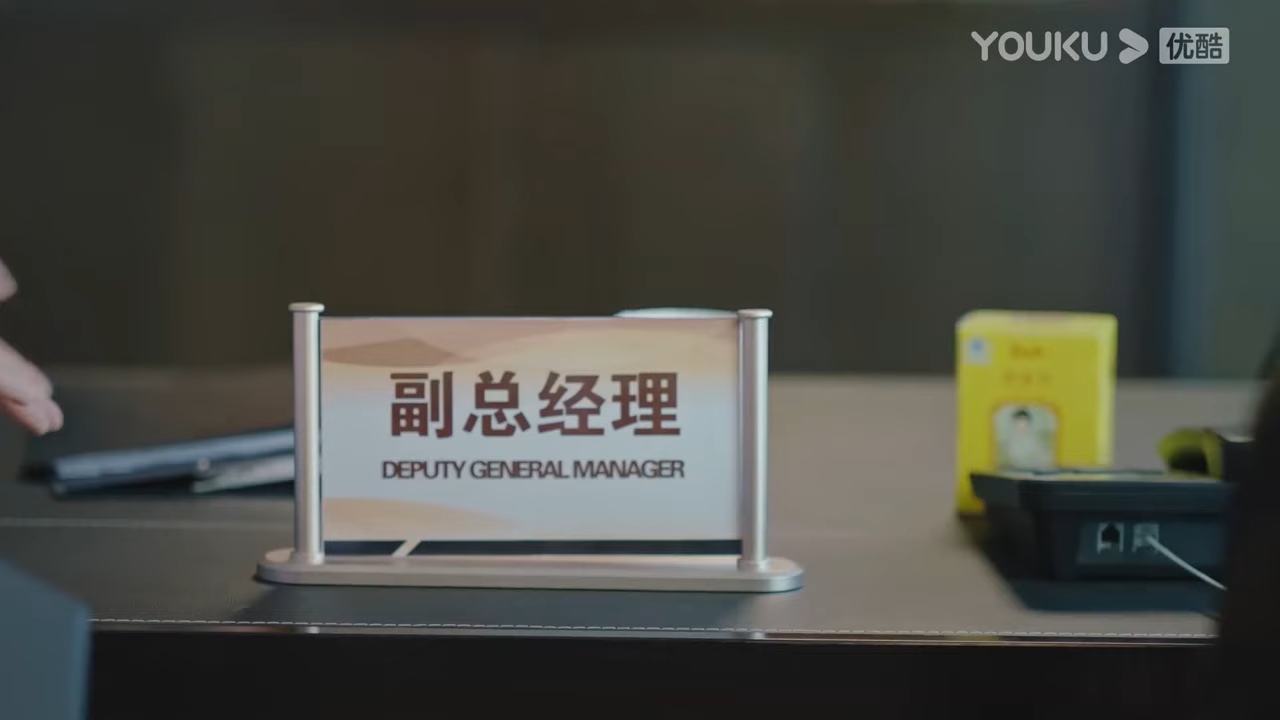 YOUKU 优酷
副总经理
DEPUTY GENERAL MANAGER